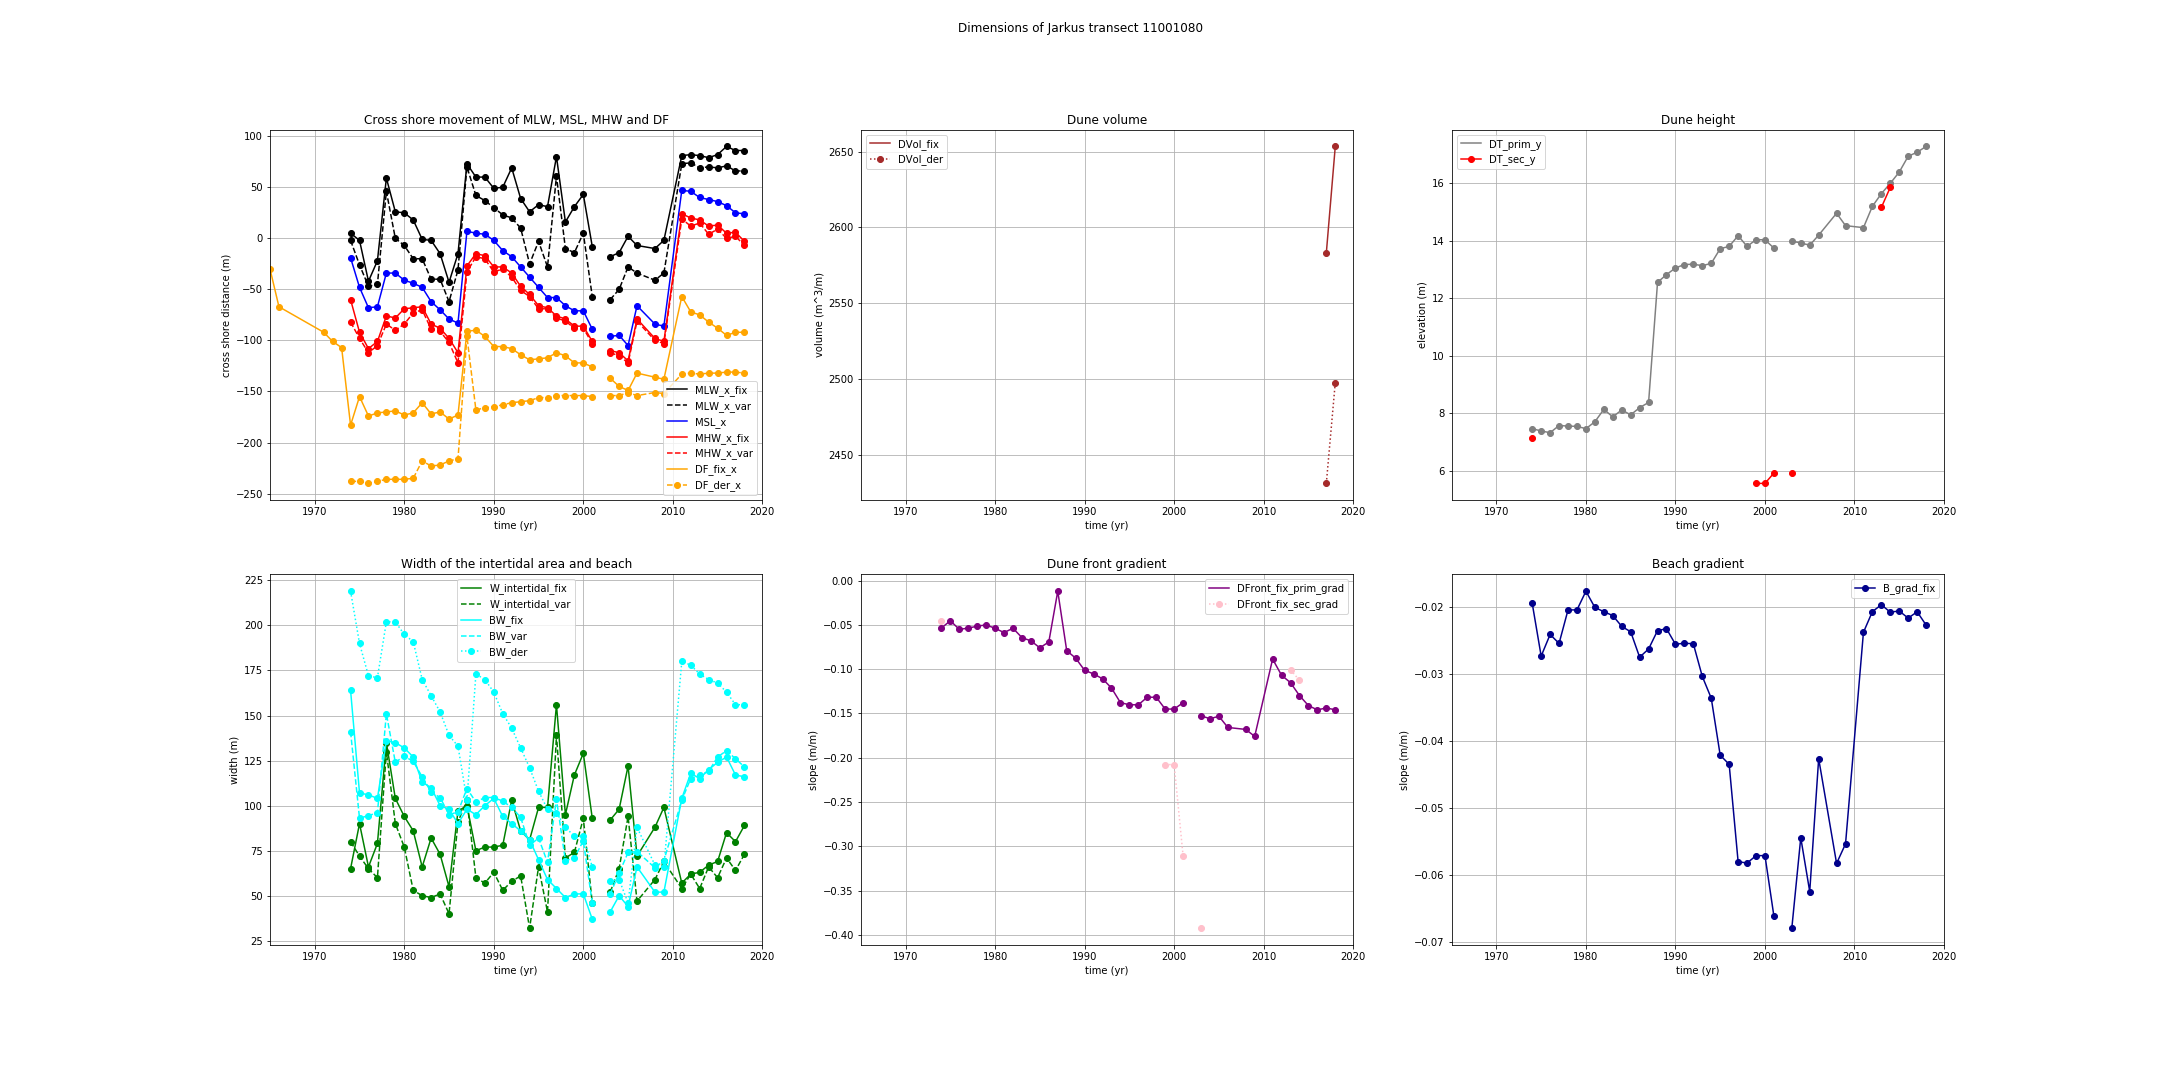 Dimensions of Jarkus transect 11001080
Cross shore movement of MLW, MSL, MHW and DF
100
50
0
−50
−100
−150
−200
−250
cross shore distance (m)
1970 1980 1990 2000 2010 2020
time (yr)
MLW_x_fix
MLW_x_var
MSL_x
MHW_x_fix
MHW_x_var
DF_fix_x
DF_der_x
Dune volume
DVol_fix
DVol_der
2650
2600
2550
2500
2450
volume (m^3/m)
1970 1980 1990 2000 2010 2020
time (yr)
Dune height
DT_prim_y
DT_sec_y
16
14
12
10
8
6
elevation (m)
1970 1980 1990 2000 2010 2020
time (yr)
Width of the intertidal area and beach
W_intertidal_fix
W_intertidal_var
BW_fix
BW_var
BW_der
225
200
175
150
125
100
75
50
25
width (m)
1970 1980 1990 2000 2010 2020
time (yr)
Dune front gradient
DFront_fix_prim_grad
DFront_fix_sec_grad
0.00
−0.05
−0.10
−0.15
−0.20
−0.25
−0.30
−0.35
−0.40
slope (m/m)
1970 1980 1990 2000 2010 2020
time (yr)
Beach gradient
B_grad_fix
−0.02
−0.03
−0.04
−0.05
−0.06
−0.07
slope (m/m)
1970 1980 1990 2000 2010 2020
time (yr)